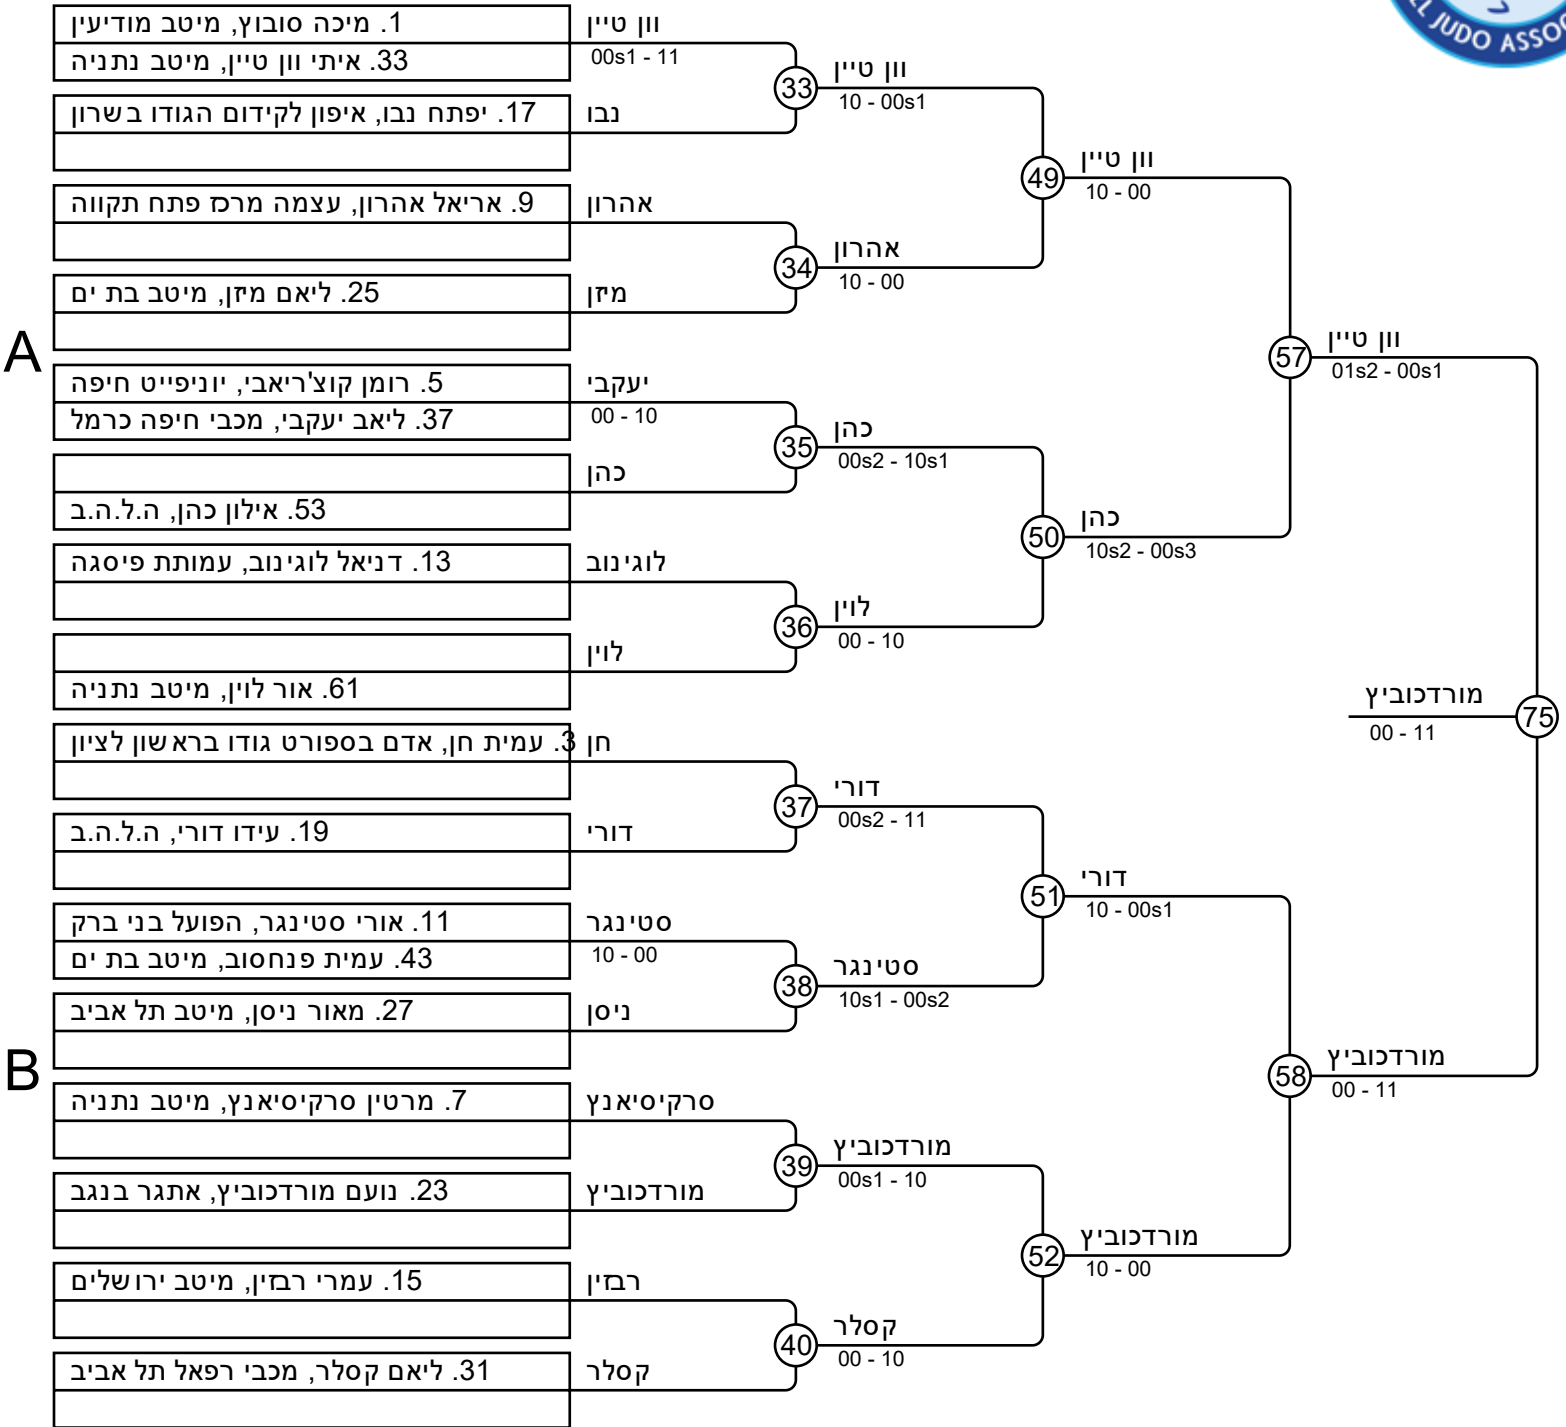 1. מיכה סובוץ, מיטב מודיעין
33. איתי וון טיין, מיטב נתניה
17. יפתח נבו, איפון לקידום הגודו בשרון
9. אריאל אהרון, עצמה מרכז פתח תקווה
25. ליאם מיזן, מיטב בת ים
A
5. רומן קוצ'ריאבי, יוניפייט חיפה
37. ליאב יעקבי, מכבי חיפה כרמל
53. אילון כהן, ה.ל.ה.ב
13. דניאל לוגינוב, עמותת פיסגה
61. אור לוין, מיטב נתניה
3. עמית חן, אדם בספורט גודו בראשון לציון
19. עידו דורי, ה.ל.ה.ב
11. אורי סטינגר, הפועל בני ברק
43. עמית פנחסוב, מיטב בת ים
27. מאור ניסן, מיטב תל אביב
B
7. מרטין סרקיסיאנץ, מיטב נתניה
23. נועם מורדכוביץ, אתגר בנגב
15. עמרי רבזין, מיטב ירושלים
31. ליאם קסלר, מכבי רפאל תל אביב
וון טיין
00s1 - 11
נבו
אהרון
מיזן
יעקבי
00 - 10
כהן
לוגינוב
לוין
חן
דורי
סטינגר
10 - 00
ניסן
סרקיסיאנץ
מורדכוביץ
רבזין
קסלר
33
וון טיין
10 - 00s1
34
אהרון
10 - 00
35
כהן
00s2 - 10s1
36
לוין
00 - 10
37
דורי
00s2 - 11
38
סטינגר
10s1 - 00s2
39
מורדכוביץ
00s1 - 10
40
קסלר
00 - 10
49
וון טיין
10 - 00
50
כהן
10s2 - 00s3
51
דורי
10 - 00s1
52
מורדכוביץ
10 - 00
57
וון טיין
01s2 - 00s1
58
מורדכוביץ
00 - 11
75
מורדכוביץ
00 - 11
JUDO